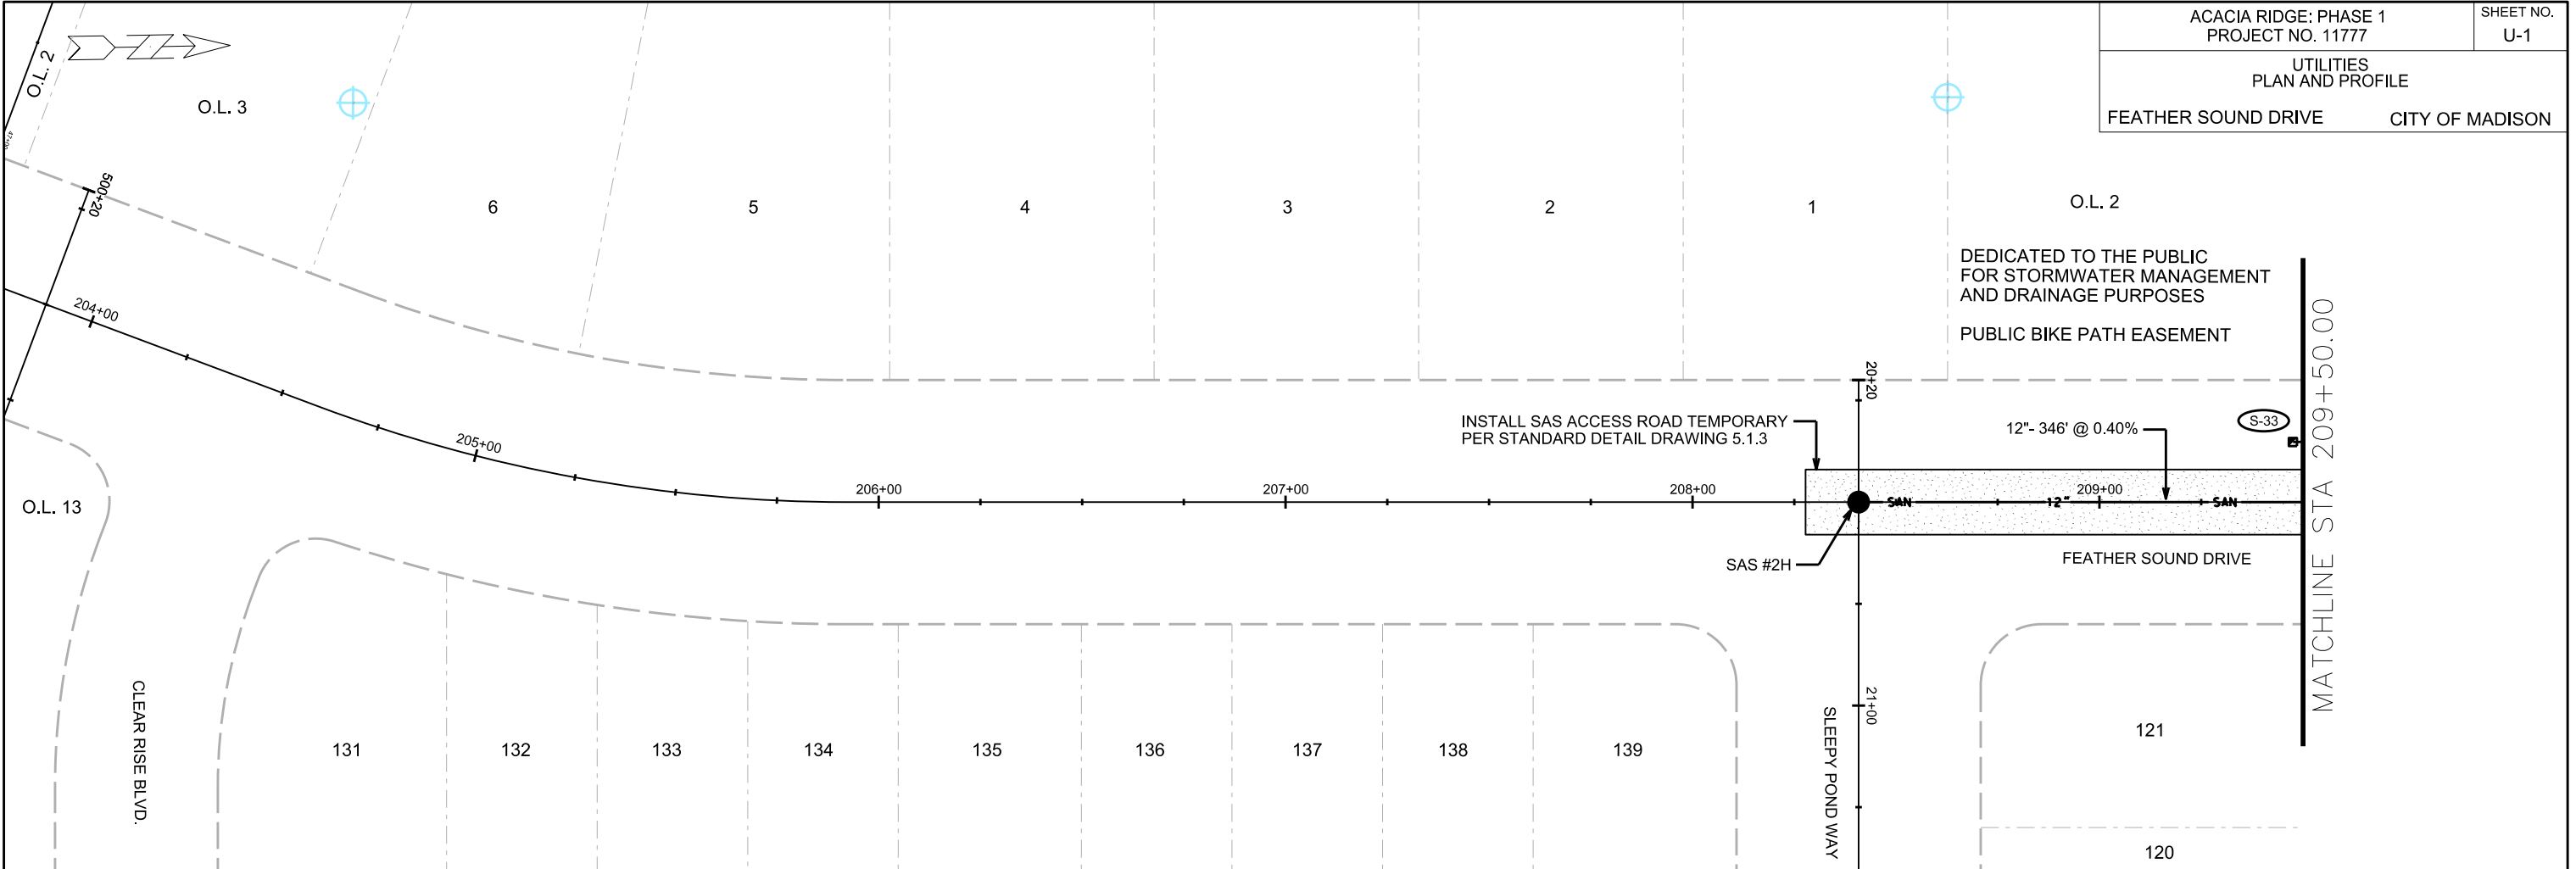 ACACIA RIDGE: PHASE 1
PROJECT NO. 11777
SHEET NO.
U-1
UTILITIES
PLAN AND PROFILE
FEATHER SOUND DRIVE
CITY OF MADISON
O.L. 2
O.L. 3
47+00
500+20
6
5
4
3
2
1
O.L. 2
DEDICATED TO THE PUBLIC
FOR STORMWATER MANAGEMENT
AND DRAINAGE PURPOSES
PUBLIC BIKE PATH EASEMENT
MATCHLINE STA 209+50.00
204+00
205+00
206+00
207+00
208+00
209+00
20+20
INSTALL SAS ACCESS ROAD TEMPORARY
PER STANDARD DETAIL DRAWING 5.1.3
12"- 346' @ 0.40%
S-33
SAN
12"
SAN
O.L. 13
SAS #2H
FEATHER SOUND DRIVE
21+00
CLEAR RISE BLVD.
131
132
133
134
135
136
137
138
139
SLEEPY POND WAY
121
120